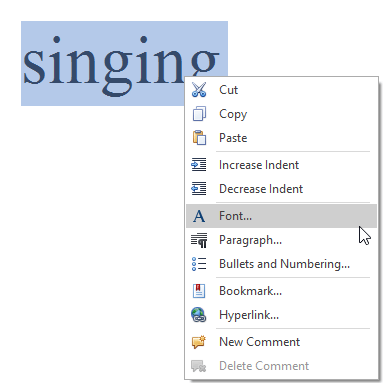 singing
Cut
Copy
Paste
Increase Indent
Decrease Indent
Font...
Paragraph...
Bullets and Numbering...
Bookmark...
Hyperlink...
New Comment
Delete Comment